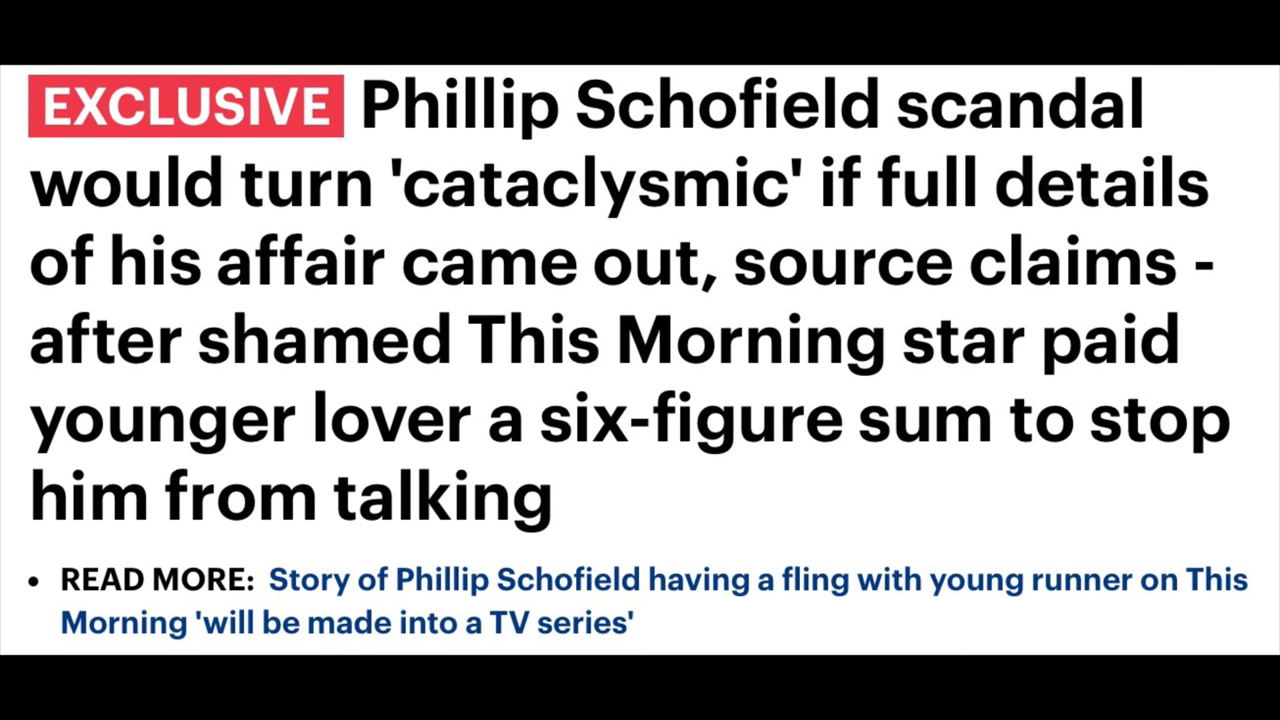 EXCLUSIVE Phillip Schofield scandal
would turn 'cataclysmic' if full details
of his affair came out, source claims -
after shamed This Morning star paid
younger lover a six-figure sum to stop
him from talking
• READ MORE: Story of Phillip Schofield having a fling with young runner on This
Morning 'will be made into a TV series'